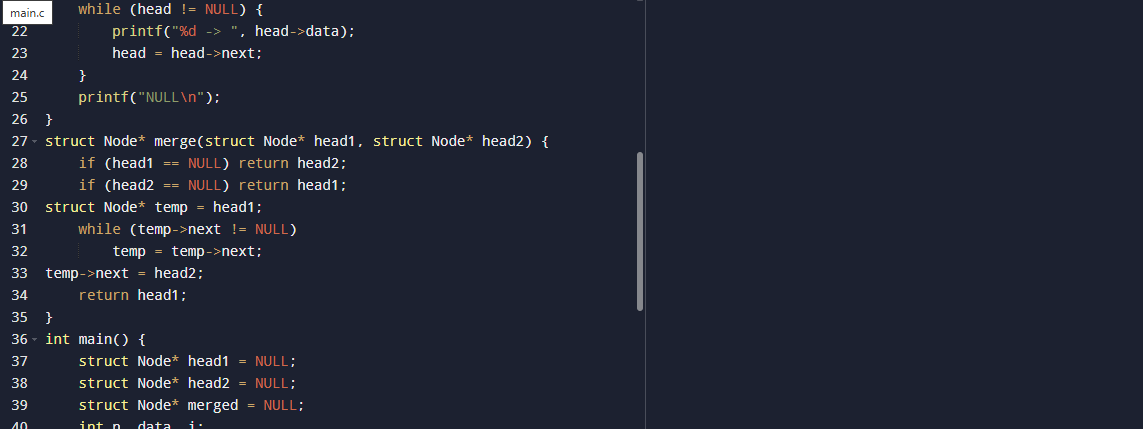 main.c
while (head != NULL) {
22 printf("%d -> ", head->data);
23 head = head->next;
24 }
25 printf("NULL\n");
26 }
27 struct Node* merge(struct Node* head1, struct Node* head2) {
28 if (head1 == NULL) return head2;
29 if (head2 == NULL) return head1;
30 struct Node* temp = head1;
31 while (temp->next != NULL)
32 temp = temp->next;
33 temp->next = head2;
34 return head1;
35 }
36 int main() {
37 struct Node* head1 = NULL;
38 struct Node* head2 = NULL;
39 struct Node* merged = NULL;
40 int n, data, i;